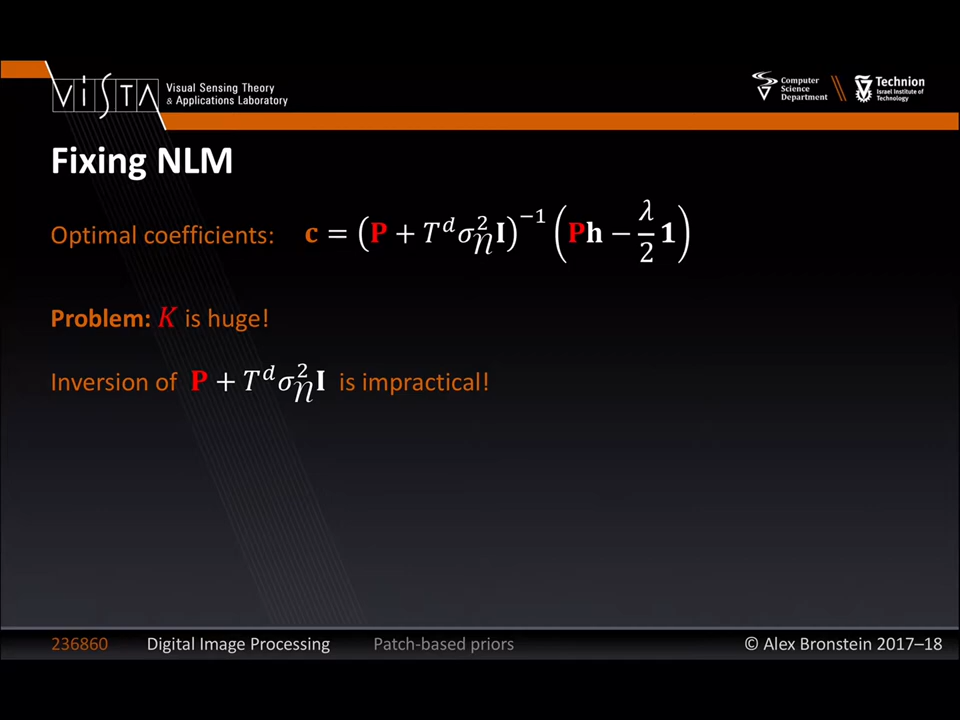 ViSTA Visual Sensing Theory & Applications Laboratory
Computer Science Department
Technion Israel Institute of Technology
Fixing NLM
Optimal coefficients: c = (P + T^d σ_η^2 I)^−1 (Ph − λ/2 1)
Problem: K is huge!
Inversion of P + T^d σ_η^2 I is impractical!
236860 Digital Image Processing Patch-based priors © Alex Bronstein 2017–18